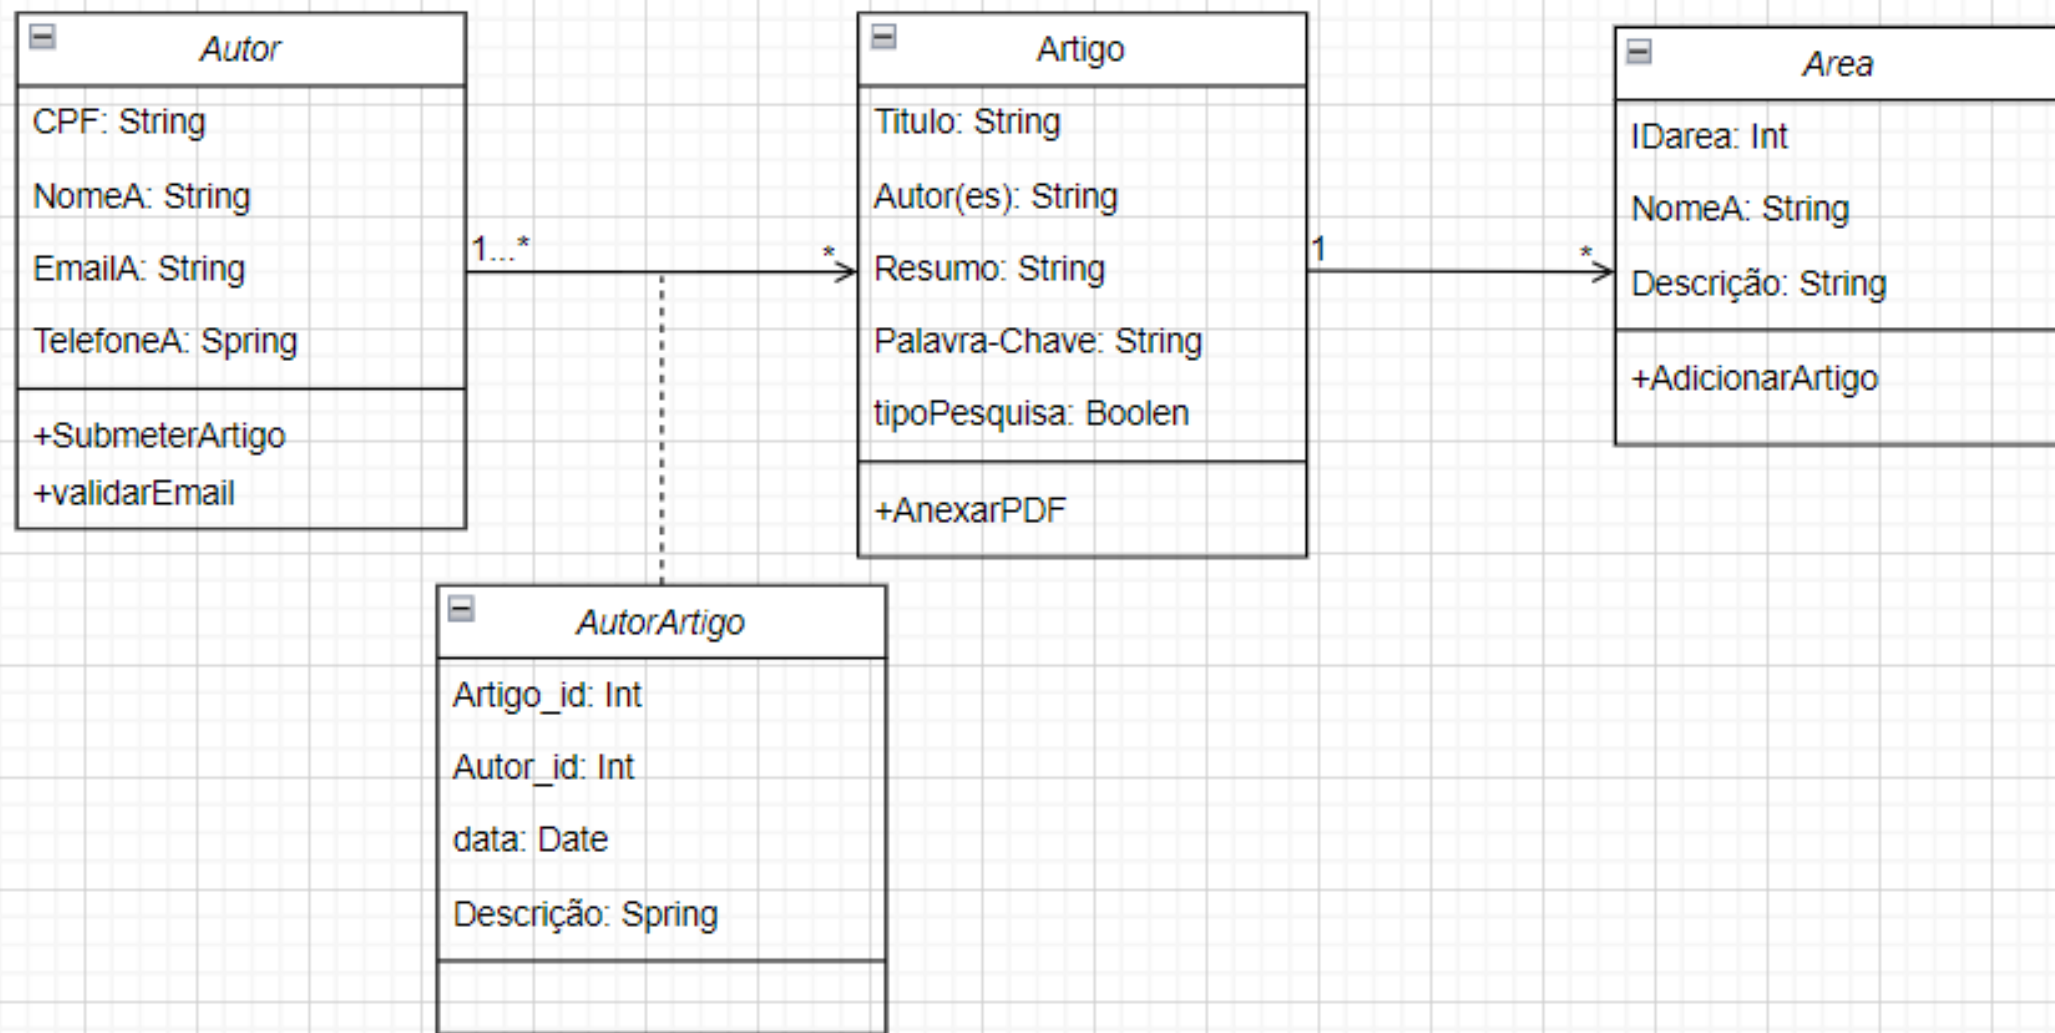 Autor
CPF: String
NomeA: String
EmailA: String
TelefoneA: Spring
+SubmeterArtigo
+validarEmail
1...*
*
Artigo
Titulo: String
Autor(es): String
Resumo: String
Palavra-Chave: String
tipoPesquisa: Boolen
+AnexarPDF
1
*
Area
IDarea: Int
NomeA: String
Descrição: String
+AdicionarArtigo
AutorArtigo
Artigo_id: Int
Autor_id: Int
data: Date
Descrição: Spring